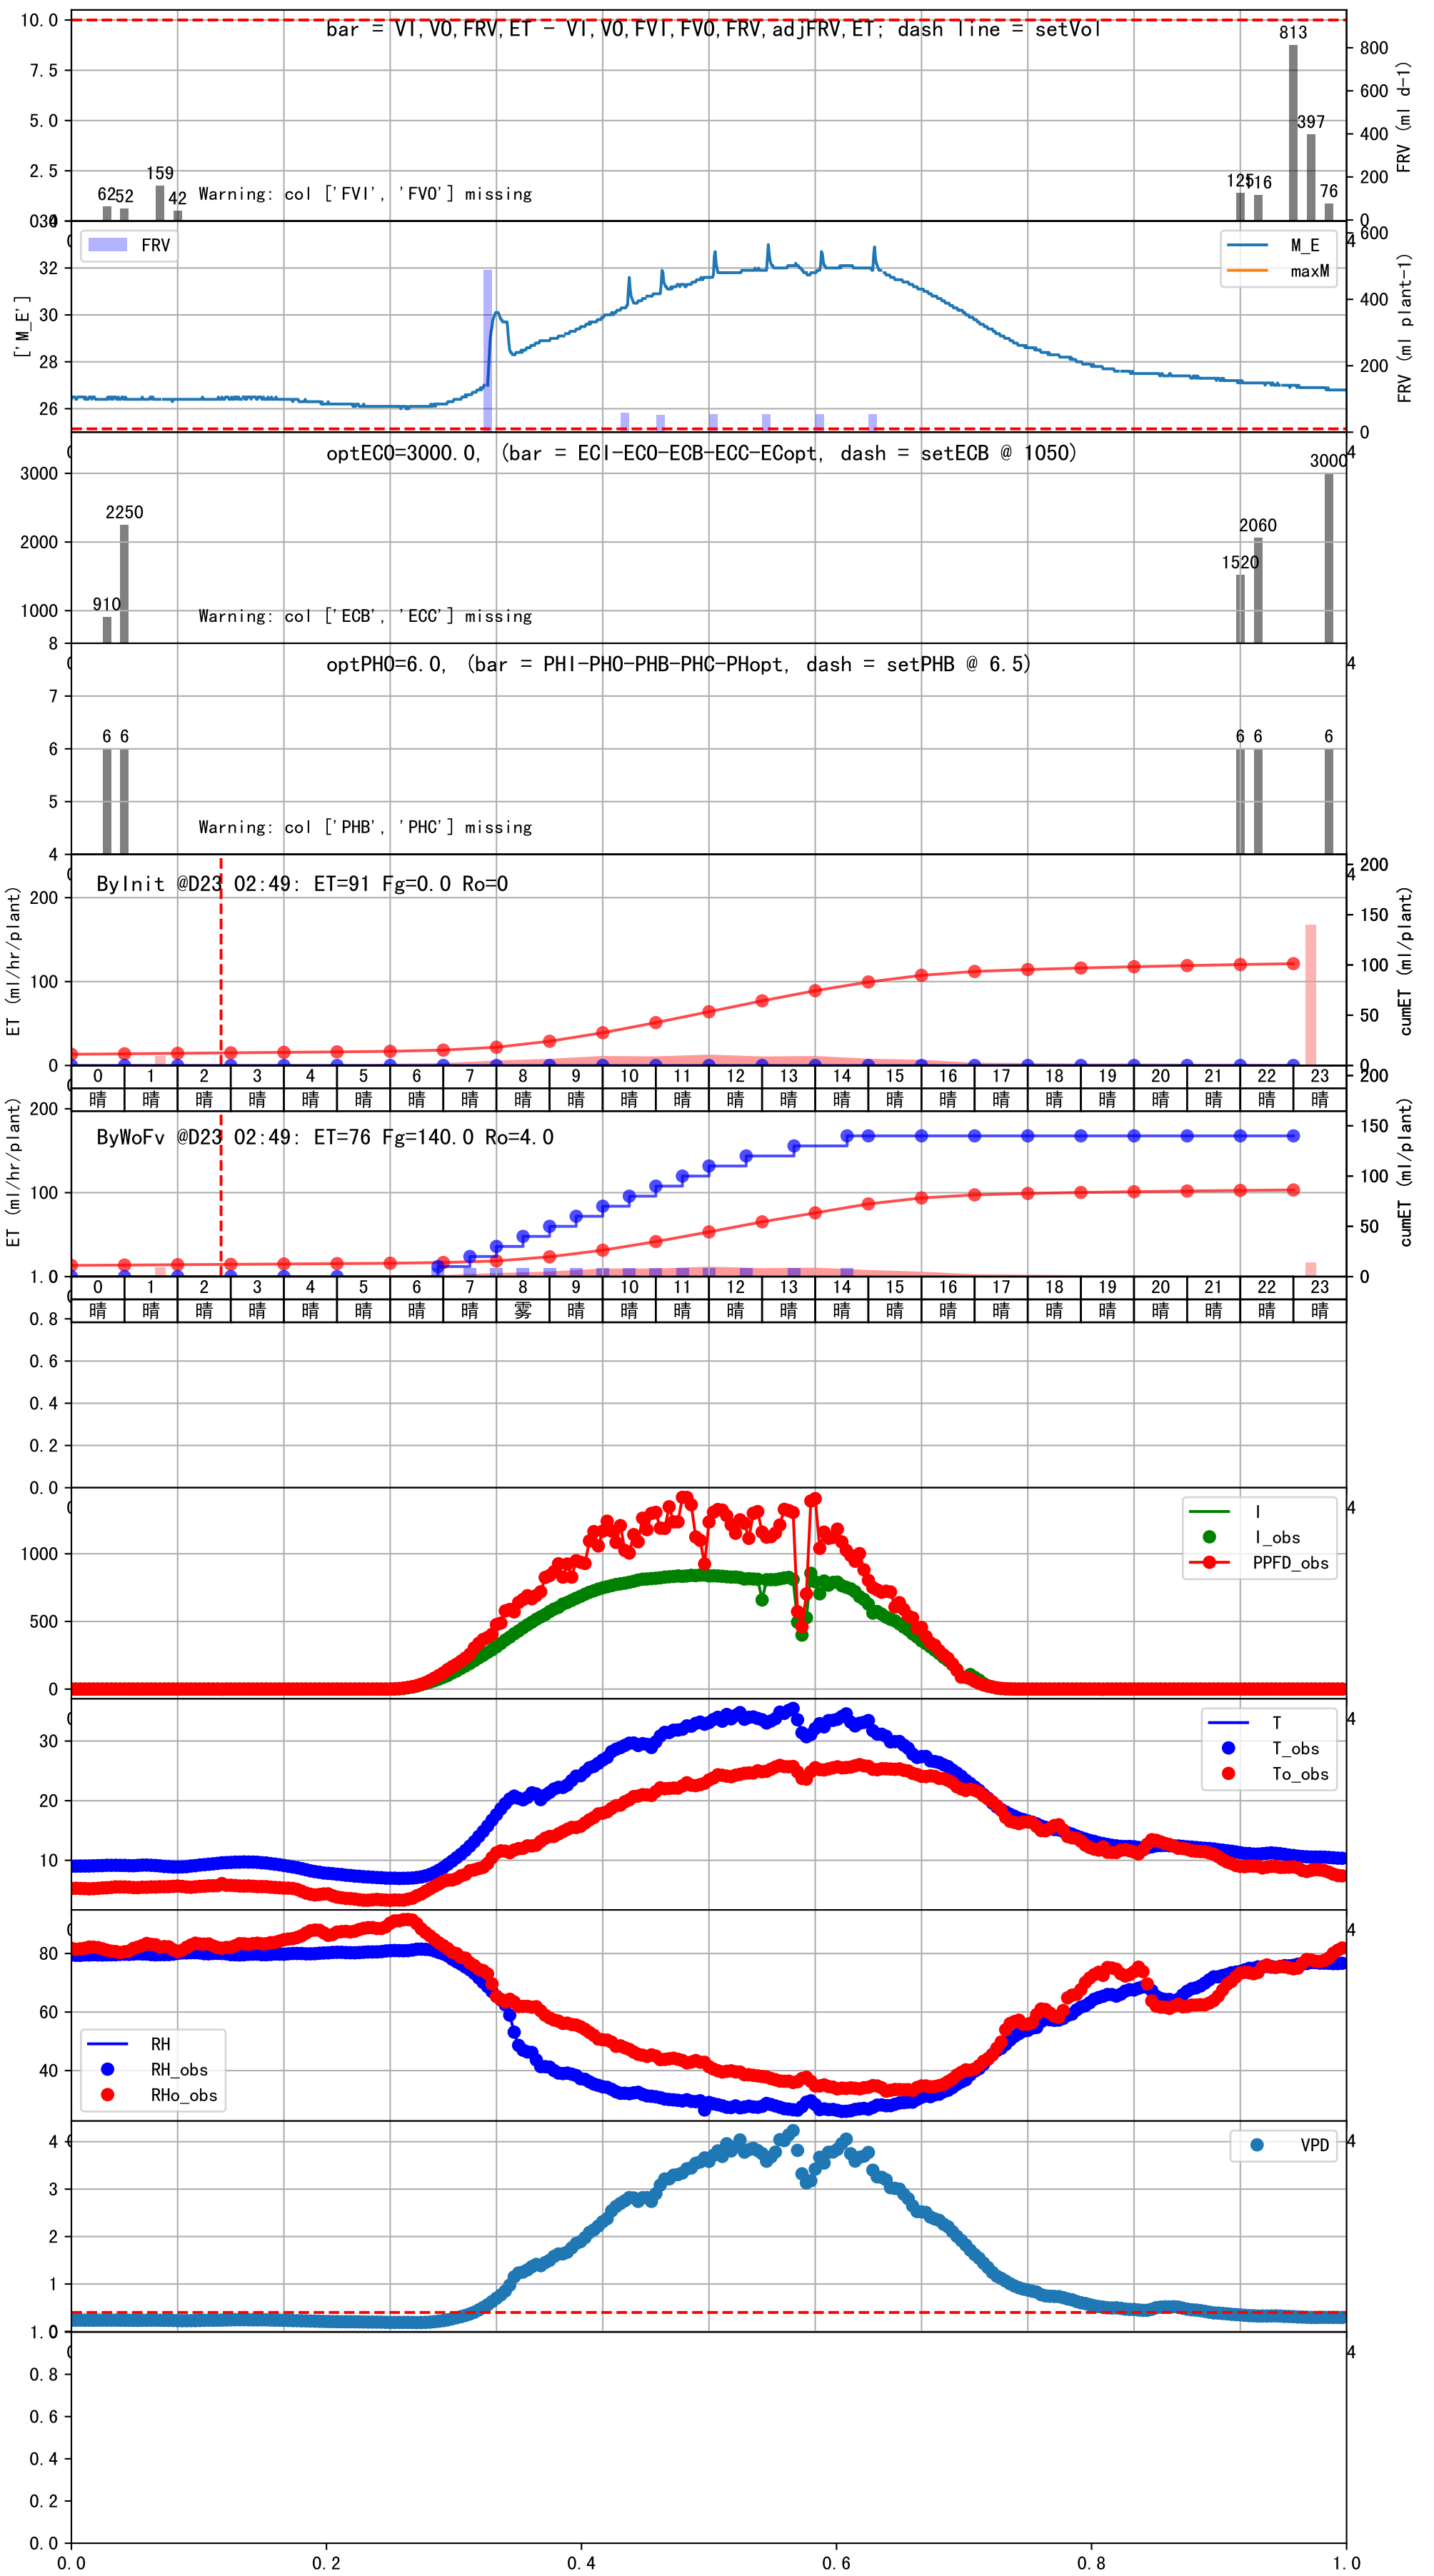 bar = VI,VO,FRV,ET - VI,VO,FVI,FVO,FRV,adjFRV,ET; dash line = setVol
10.0
7.5
5.0
2.5
800
600
400
200
0
FRV (ml d-1)
62
52
159
42
125
116
813
397
76
Warning: col ['FVI', 'FVO'] missing
FRV
M_E
maxM
32
30
28
26
['M_E']
600
400
200
0
FRV (ml plant-1)
optECO=3000.0, (bar = ECI-ECO-ECB-ECC-ECopt, dash = setECB @ 1050)
3000
2000
1000
910
2250
1520
2060
3000
Warning: col ['ECB', 'ECC'] missing
optPHO=6.0, (bar = PHI-PHO-PHB-PHC-PHopt, dash = setPHB @ 6.5)
8
7
6
5
4
6
6
6
6
6
Warning: col ['PHB', 'PHC'] missing
ByInit @D23 02:49: ET=91 Fg=0.0 Ro=0
ET (ml/hr/plant)
200
100
0
200
150
100
50
0
cumET (ml/plant)
0 1 2 3 4 5 6 7 8 9 10 11 12 13 14 15 16 17 18 19 20 21 22 23
晴 晴 晴 晴 晴 晴 晴 晴 晴 晴 晴 晴 晴 晴 晴 晴 晴 晴 晴 晴 晴 晴 晴 晴
ByWoFv @D23 02:49: ET=76 Fg=140.0 Ro=4.0
ET (ml/hr/plant)
200
100
200
150
100
50
0
cumET (ml/plant)
0 1 2 3 4 5 6 7 8 9 10 11 12 13 14 15 16 17 18 19 20 21 22 23
晴 晴 晴 晴 晴 晴 晴 晴 雾 晴 晴 晴 晴 晴 晴 晴 晴 晴 晴 晴 晴 晴 晴 晴
1.0
0.8
0.6
0.4
0.2
0.0
I
I_obs
PPFD_obs
1000
500
0
T
T_obs
To_obs
30
20
10
RH
RH_obs
RHo_obs
80
60
40
VPD
4
3
2
1
0
1.0
0.8
0.6
0.4
0.2
0.0
0.0 0.2 0.4 0.6 0.8 1.0